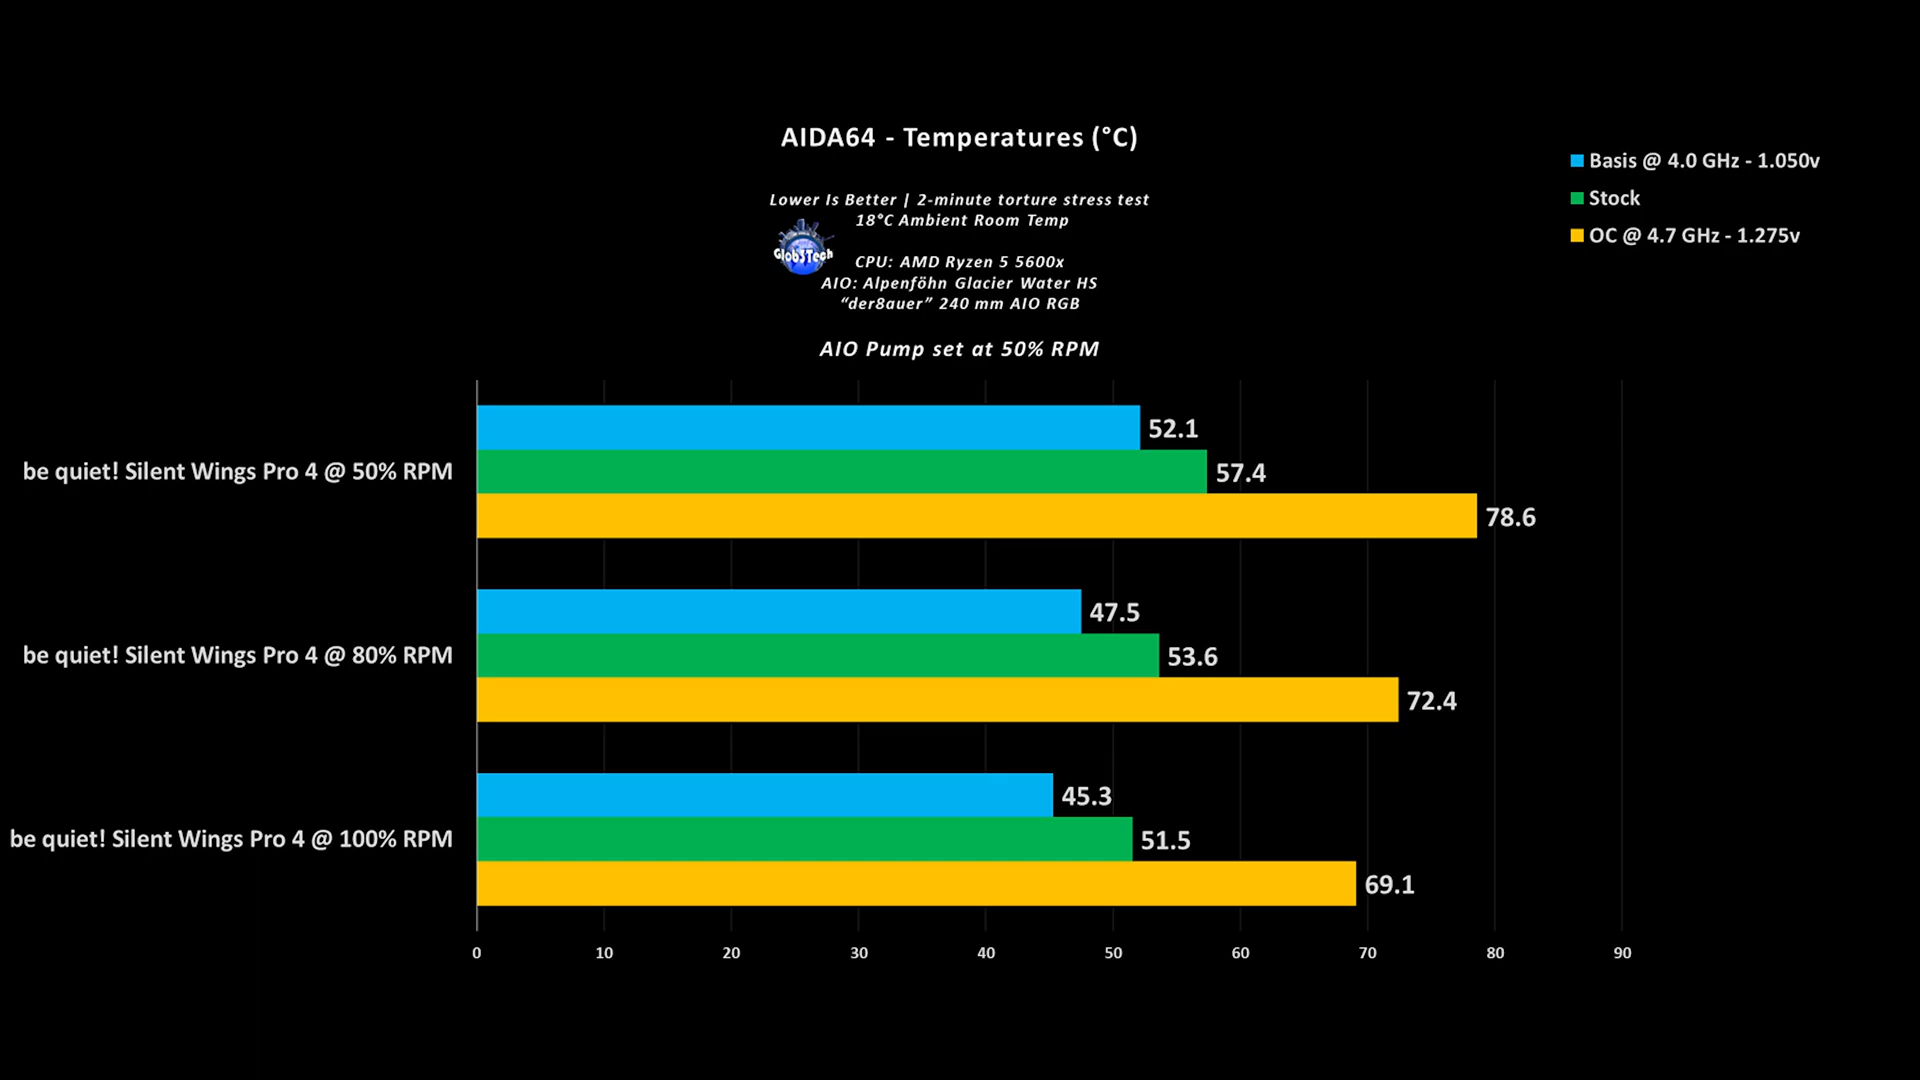 AIDA64 - Temperatures (°C)
Lower Is Better | 2-minute torture stress test
18°C Ambient Room Temp
GlobSTech
CPU: AMD Ryzen 5 5600x
AIO: Alpenföhn Glacier Water HS
“der8auer” 240 mm AIO RGB
AIO Pump set at 50% RPM
Basis @ 4.0 GHz - 1.050v
Stock
OC @ 4.7 GHz - 1.275v
be quiet! Silent Wings Pro 4 @ 50% RPM
52.1
57.4
78.6
be quiet! Silent Wings Pro 4 @ 80% RPM
47.5
53.6
72.4
be quiet! Silent Wings Pro 4 @ 100% RPM
45.3
51.5
69.1
0 10 20 30 40 50 60 70 80 90